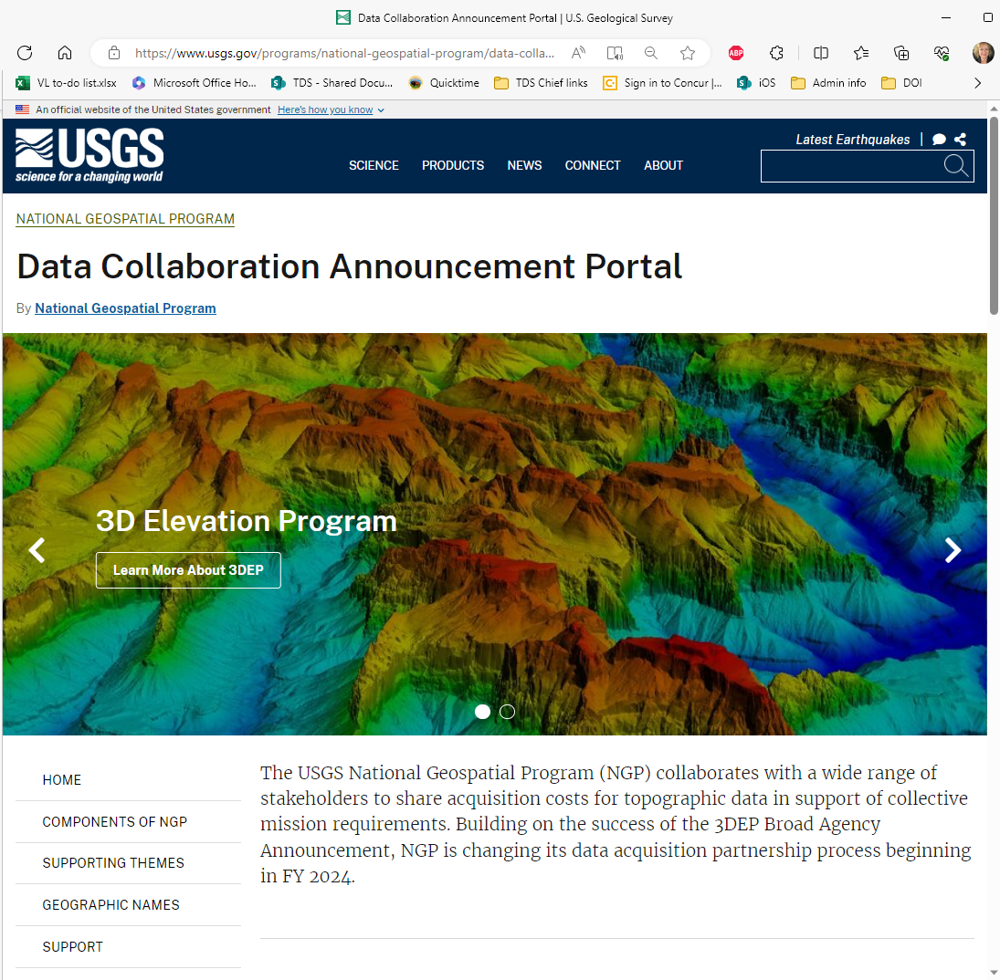 Data Collaboration Announcement Portal | U.S. Geological Survey
https://www.usgs.gov/programs/national-geospatial-program/data-colla...
ABP
VL to-do list.xlsx
Microsoft Office Ho...
TDS - Shared Docu...
Quicktime
TDS Chief links
Sign in to Concur |...
iOS
Admin info
DOI
An official website of the United States government Here's how you know
USGS
science for a changing world
SCIENCE PRODUCTS NEWS CONNECT ABOUT
Latest Earthquakes
NATIONAL GEOSPATIAL PROGRAM
Data Collaboration Announcement Portal
By National Geospatial Program
3D Elevation Program
Learn More About 3DEP
HOME
COMPONENTS OF NGP
SUPPORTING THEMES
GEOGRAPHIC NAMES
SUPPORT
The USGS National Geospatial Program (NGP) collaborates with a wide range of
stakeholders to share acquisition costs for topographic data in support of collective
mission requirements. Building on the success of the 3DEP Broad Agency
Announcement, NGP is changing its data acquisition partnership process beginning
in FY 2024.